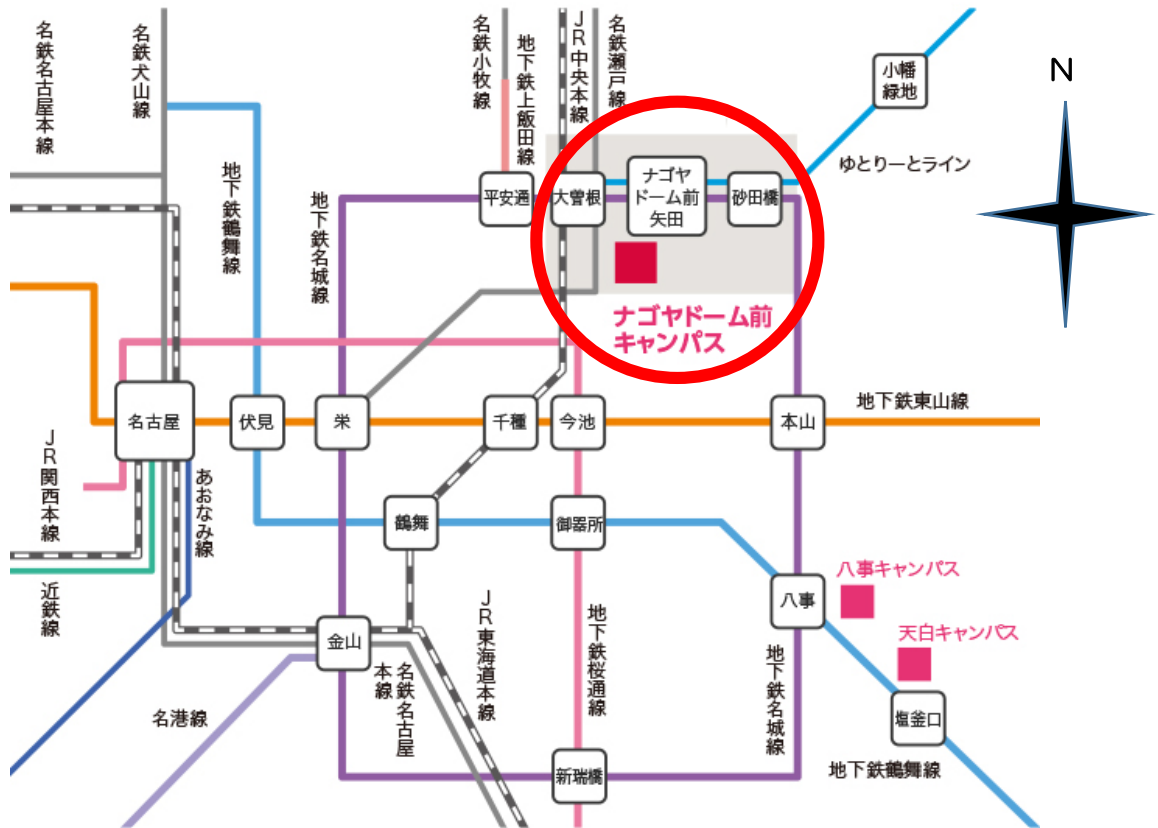 名鉄名古屋本線
名鉄犬山線
名鉄小牧線
地下鉄上飯田線
JR中央本線
名鉄瀬戸線
小幡
緑地
N
ゆとりーとライン
地下鉄鶴舞線
地下鉄名城線
平安通
大曽根
ナゴヤ
ドーム前
矢田
砂田橋
ナゴヤドーム前
キャンパス
名古屋
伏見
栄
千種
今池
本山
地下鉄東山線
JR関西本線
あおなみ線
鶴舞
御器所
近鉄線
八事キャンパス
八事
天白キャンパス
金山
名鉄名古屋
本線
JR東海道本線
地下鉄桜通線
地下鉄名城線
名港線
塩釜口
新瑞橋
地下鉄鶴舞線